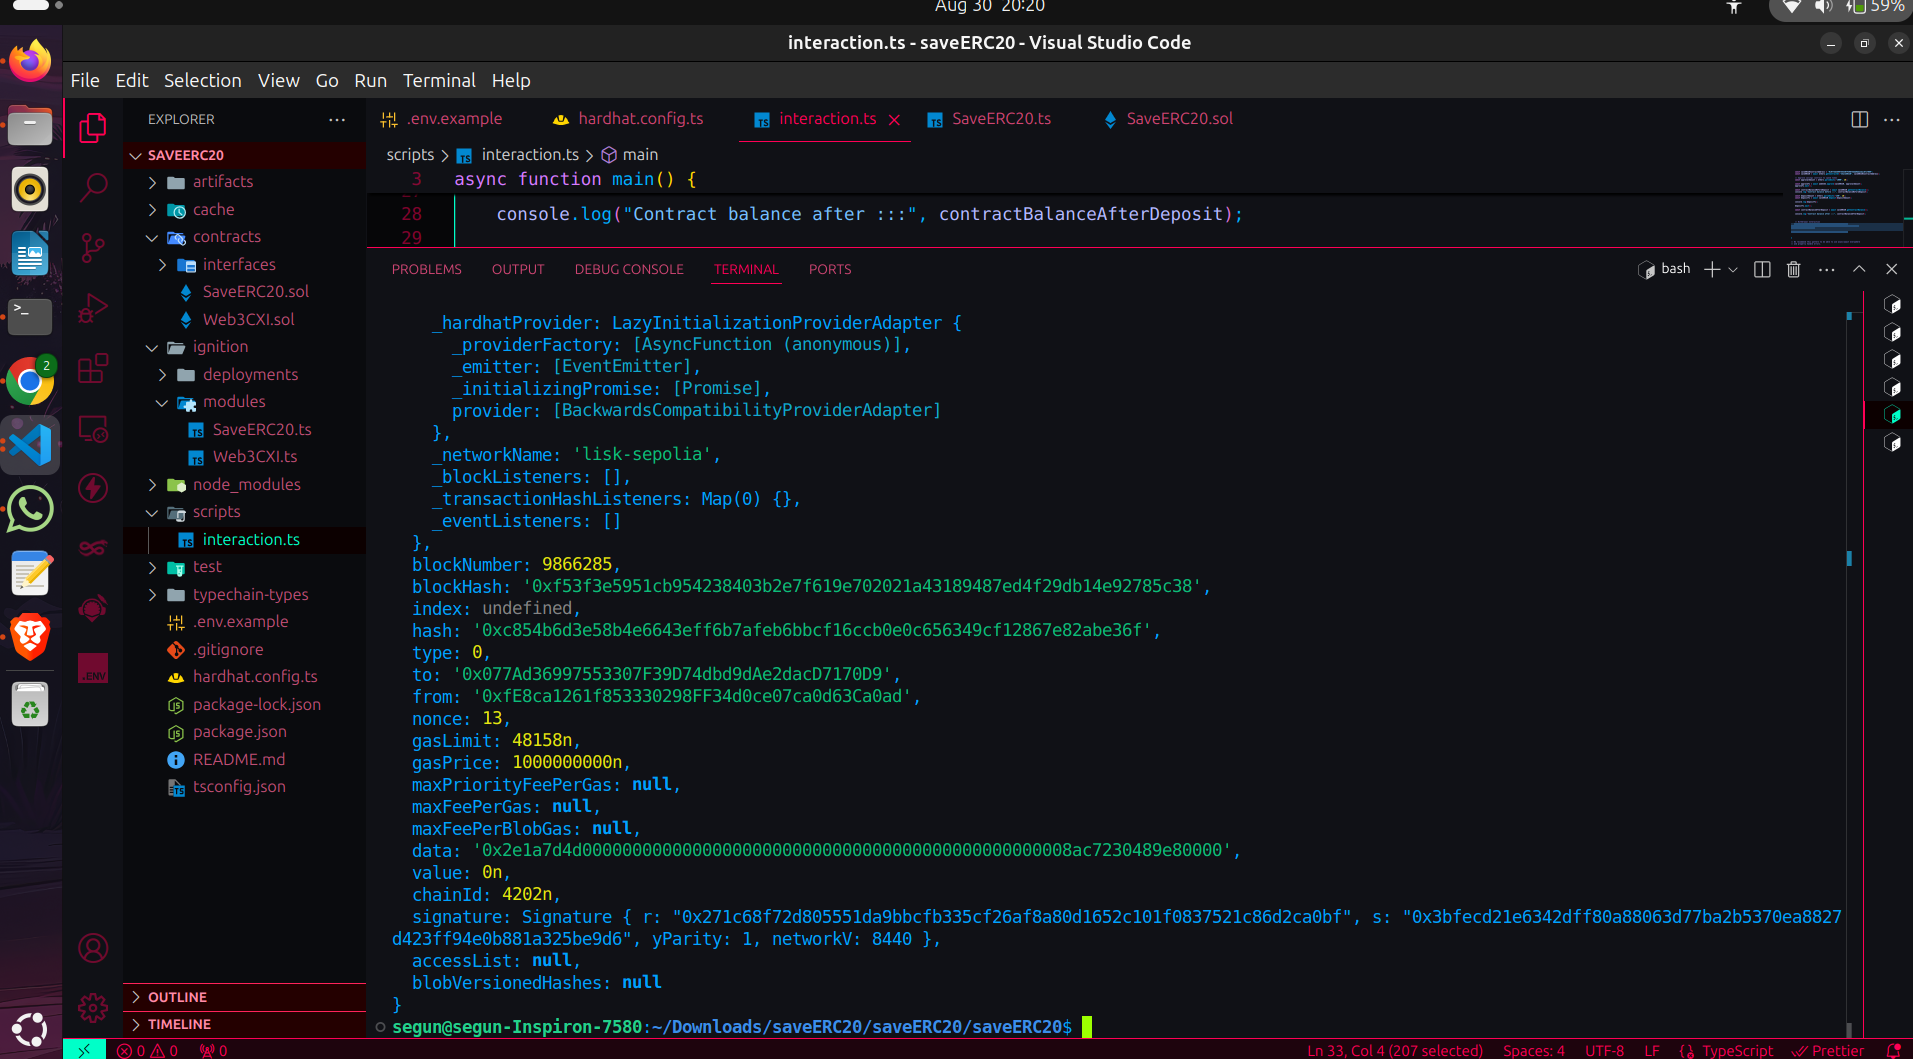 Aug 30 20:20
59%
interaction.ts - saveERC20 - Visual Studio Code
File Edit Selection View Go Run Terminal Help
EXPLORER
SAVEERC20
artifacts
cache
contracts
interfaces
SaveERC20.sol
Web3CXI.sol
ignition
deployments
modules
SaveERC20.ts
Web3CXI.ts
node_modules
scripts
interaction.ts
test
typechain-types
.env.example
.gitignore
hardhat.config.ts
package-lock.json
package.json
README.md
tsconfig.json
OUTLINE
TIMELINE
2
.ENV
.env.example hardhat.config.ts interaction.ts SaveERC20.ts SaveERC20.sol
scripts > interaction.ts > main
3 async function main() {
28 console.log("Contract balance after :::", contractBalanceAfterDeposit);
29
PROBLEMS OUTPUT DEBUG CONSOLE TERMINAL PORTS
bash
_hardhatProvider: LazyInitializationProviderAdapter {
_providerFactory: [AsyncFunction (anonymous)],
_emitter: [EventEmitter],
_initializingPromise: [Promise],
provider: [BackwardsCompatibilityProviderAdapter]
},
_networkName: 'lisk-sepolia',
_blockListeners: [],
_transactionHashListeners: Map(0) {},
_eventListeners: []
},
blockNumber: 9866285,
blockHash: '0xf53f3e5951cb954238403b2e7f619e702021a43189487ed4f29db14e92785c38',
index: undefined,
hash: '0xc854b6d3e58b4e6643eff6b7afeb6bbcf16ccb0e0c656349cf12867e82abe36f',
type: 0,
to: '0x077Ad36997553307F39D74dbd9dAe2dacD7170D9',
from: '0xfE8ca1261f853330298FF34d0ce07ca0d63Ca0ad',
nonce: 13,
gasLimit: 48158n,
gasPrice: 1000000000n,
maxPriorityFeePerGas: null,
maxFeePerGas: null,
maxFeePerBlobGas: null,
data: '0x2e1a7d4d0000000000000000000000000000000000000000000000008ac7230489e80000',
value: 0n,
chainId: 4202n,
signature: Signature { r: "0x271c68f72d805551da9bbcfb335cf26af8a80d1652c101f0837521c86d2ca0bf", s: "0x3bfecd21e6342dff80a88063d77ba2b5370ea8827
d423ff94e0b881a325be9d6", yParity: 1, networkV: 8440 },
accessList: null,
blobVersionedHashes: null
}
segun@segun-Inspiron-7580:~/Downloads/saveERC20/saveERC20/saveERC20$
0 0 0 Ln 33, Col 4 (207 selected) Spaces: 4 UTF-8 LF {} TypeScript Prettier